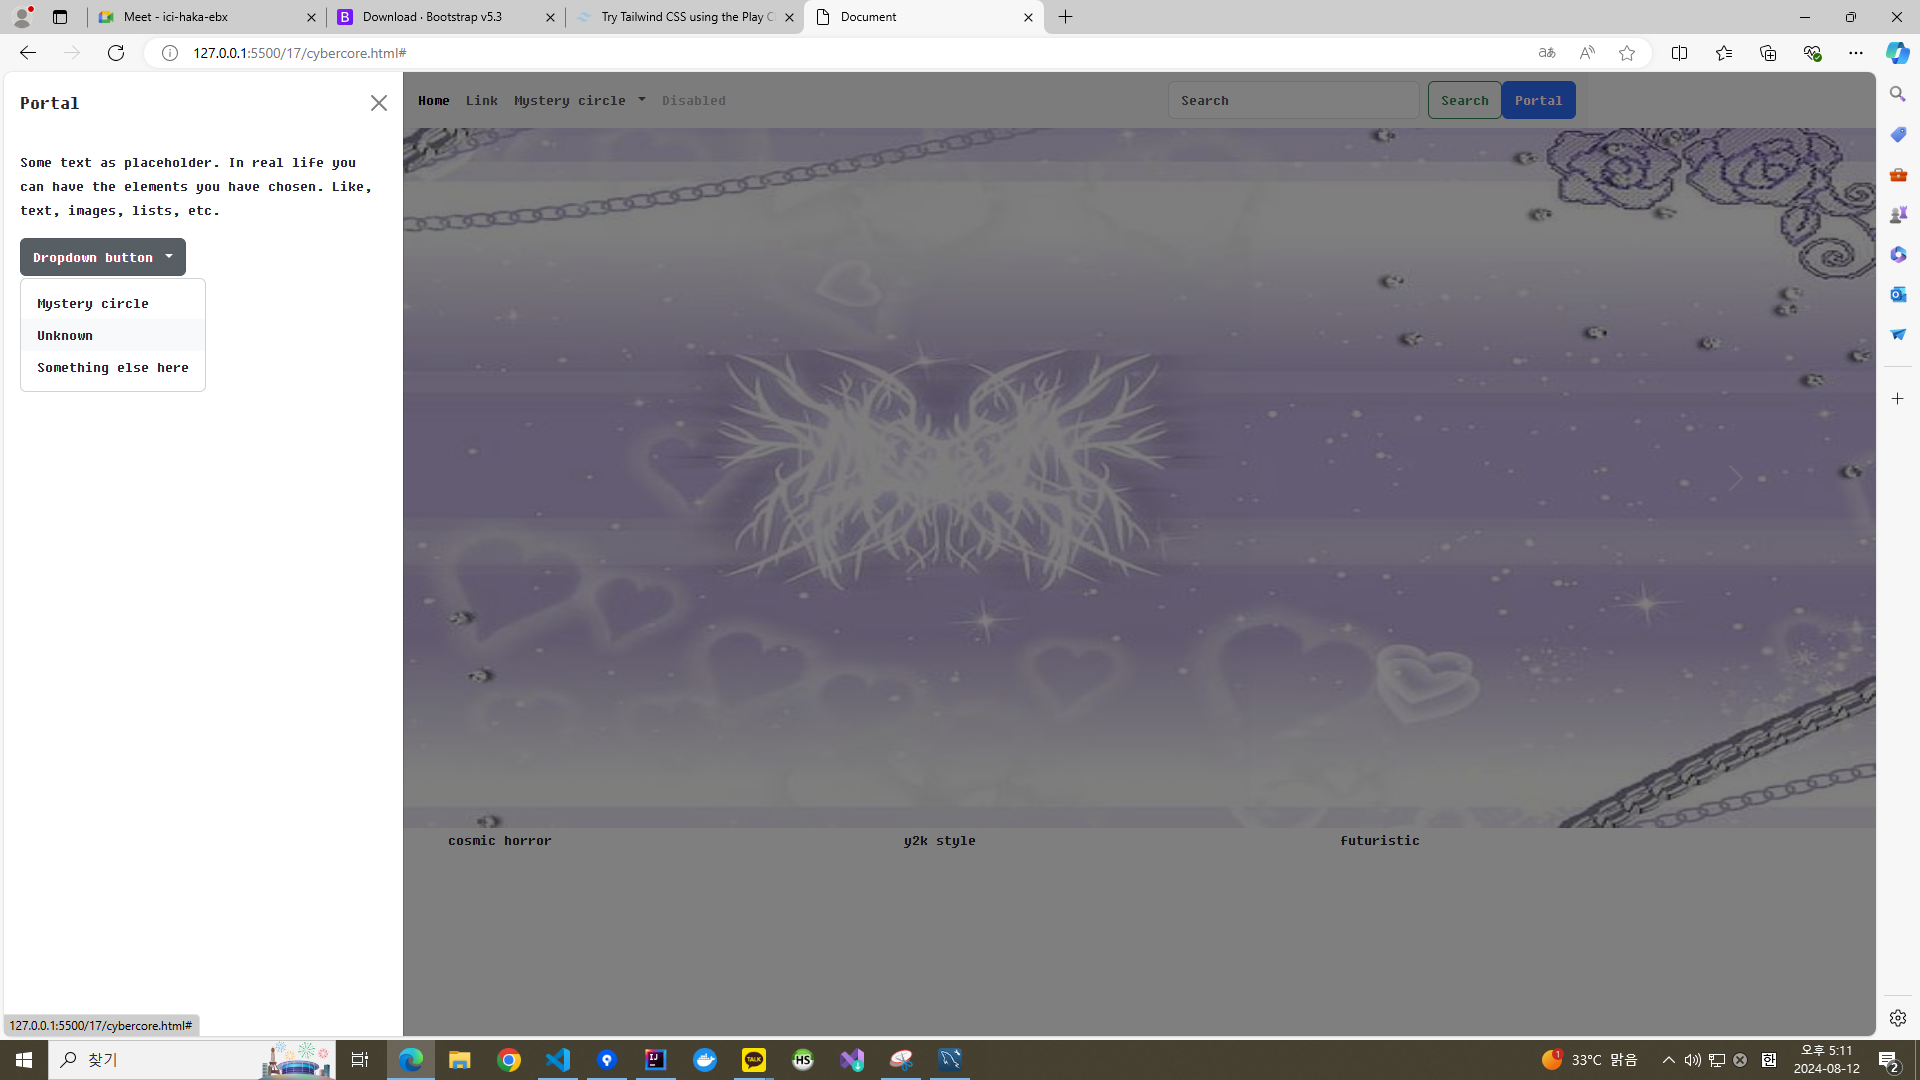 Meet - ici-haka-ebx
Download · Bootstrap v5.3
Try Tailwind CSS using the Play C
Document
127.0.0.1:5500/17/cybercore.html#
Portal
Home Link Mystery circle Disabled
Search
Search
Portal
Some text as placeholder. In real life you
can have the elements you have chosen. Like,
text, images, lists, etc.
Dropdown button
Mystery circle
Unknown
Something else here
cosmic horror
y2k style
futuristic
127.0.0.1:5500/17/cybercore.html#
찾기
33°C 맑음
오후 5:11
2024-08-12